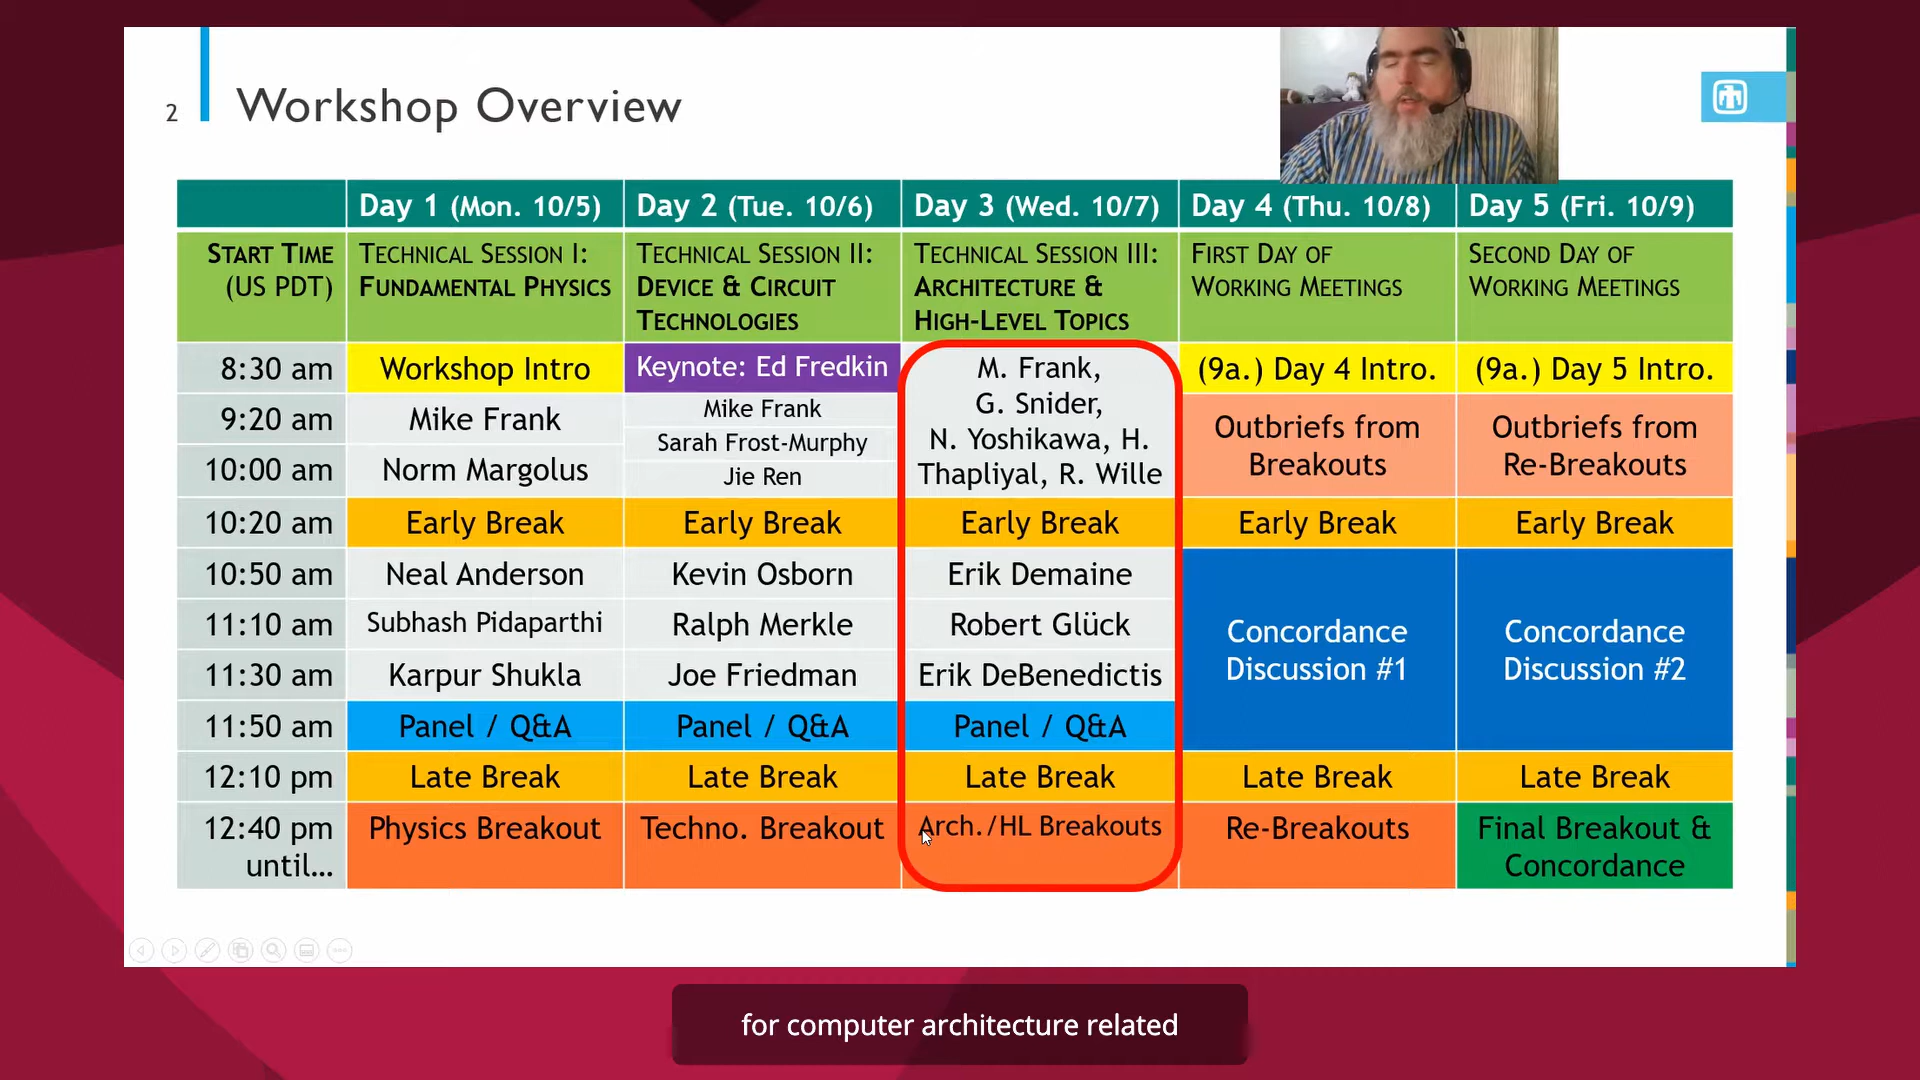 2
Workshop Overview
Day 1 (Mon. 10/5)
Day 2 (Tue. 10/6)
Day 3 (Wed. 10/7)
Day 4 (Thu. 10/8)
Day 5 (Fri. 10/9)
START TIME
(US PDT)
TECHNICAL SESSION I:
FUNDAMENTAL PHYSICS
TECHNICAL SESSION II:
DEVICE & CIRCUIT
TECHNOLOGIES
TECHNICAL SESSION III:
ARCHITECTURE &
HIGH-LEVEL TOPICS
FIRST DAY OF
WORKING MEETINGS
SECOND DAY OF
WORKING MEETINGS
8:30 am
Workshop Intro
Keynote: Ed Fredkin
M. Frank,
G. Snider,
N. Yoshikawa, H.
Thapliyal, R. Wille
(9a.) Day 4 Intro.
(9a.) Day 5 Intro.
9:20 am
Mike Frank
Mike Frank
Sarah Frost-Murphy
Outbriefs from
Breakouts
Outbriefs from
Re-Breakouts
10:00 am
Norm Margolus
Jie Ren
10:20 am
Early Break
Early Break
Early Break
Early Break
Early Break
10:50 am
Neal Anderson
Kevin Osborn
Erik Demaine
Concordance
Discussion #1
Concordance
Discussion #2
11:10 am
Subhash Pidaparthi
Ralph Merkle
Robert Glück
11:30 am
Karpur Shukla
Joe Friedman
Erik DeBenedictis
11:50 am
Panel / Q&A
Panel / Q&A
Panel / Q&A
12:10 pm
Late Break
Late Break
Late Break
Late Break
Late Break
12:40 pm
until...
Physics Breakout
Techno. Breakout
Arch./HL Breakouts
Re-Breakouts
Final Breakout &
Concordance
for computer architecture related